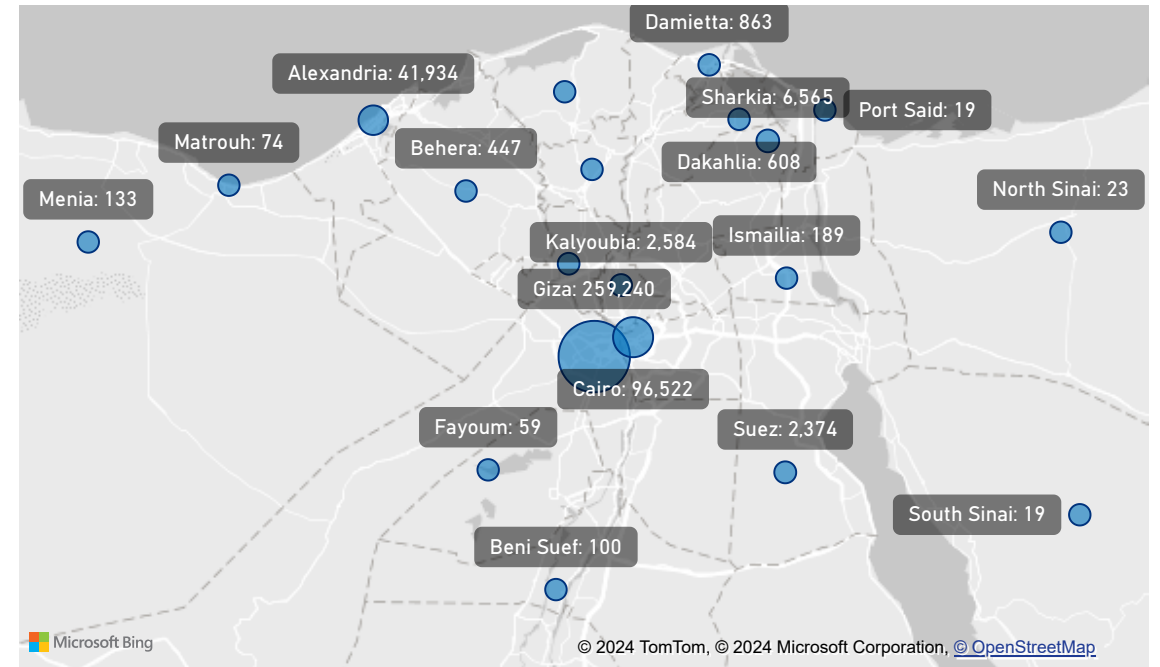 Damietta: 863
Alexandria: 41,934
Sharkia: 6,565
Port Said: 19
Matrouh: 74
Behera: 447
Dakahlia: 608
Menia: 133
North Sinai: 23
Kalyoubia: 2,584
Ismailia: 189
Giza: 259,240
Cairo: 96,522
Fayoum: 59
Suez: 2,374
South Sinai: 19
Beni Suef: 100
Microsoft Bing
© 2024 TomTom, © 2024 Microsoft Corporation, © OpenStreetMap